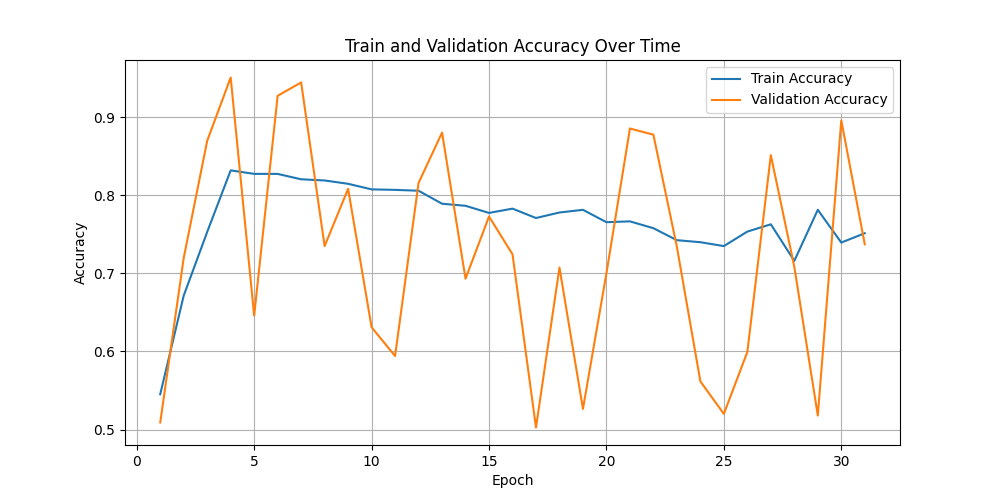 Train and Validation Accuracy Over Time
Train Accuracy
Validation Accuracy
0.9
0.8
0.7
0.6
0.5
Accuracy
0 5 10 15 20 25 30
Epoch